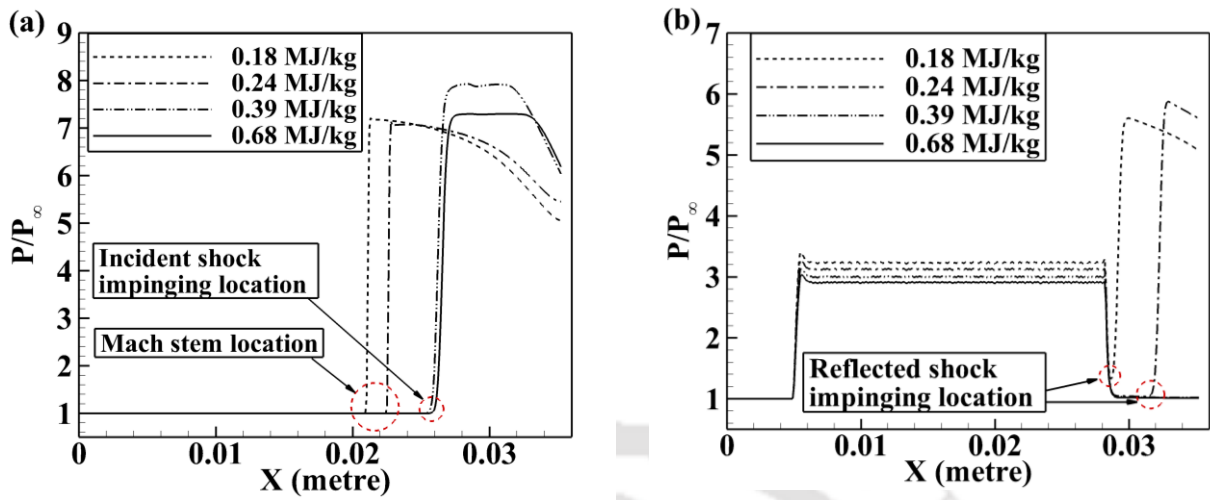 (a)
9
8
7
6
5
4
3
2
1
P/P∞
0.18 MJ/kg
0.24 MJ/kg
0.39 MJ/kg
0.68 MJ/kg
Incident shock
impinging location
Mach stem location
0 0.01 0.02 0.03
X (metre)
(b)
7
6
5
4
3
2
1
P/P∞
0.18 MJ/kg
0.24 MJ/kg
0.39 MJ/kg
0.68 MJ/kg
Reflected shock
impinging location
0 0.01 0.02 0.03
X (metre)